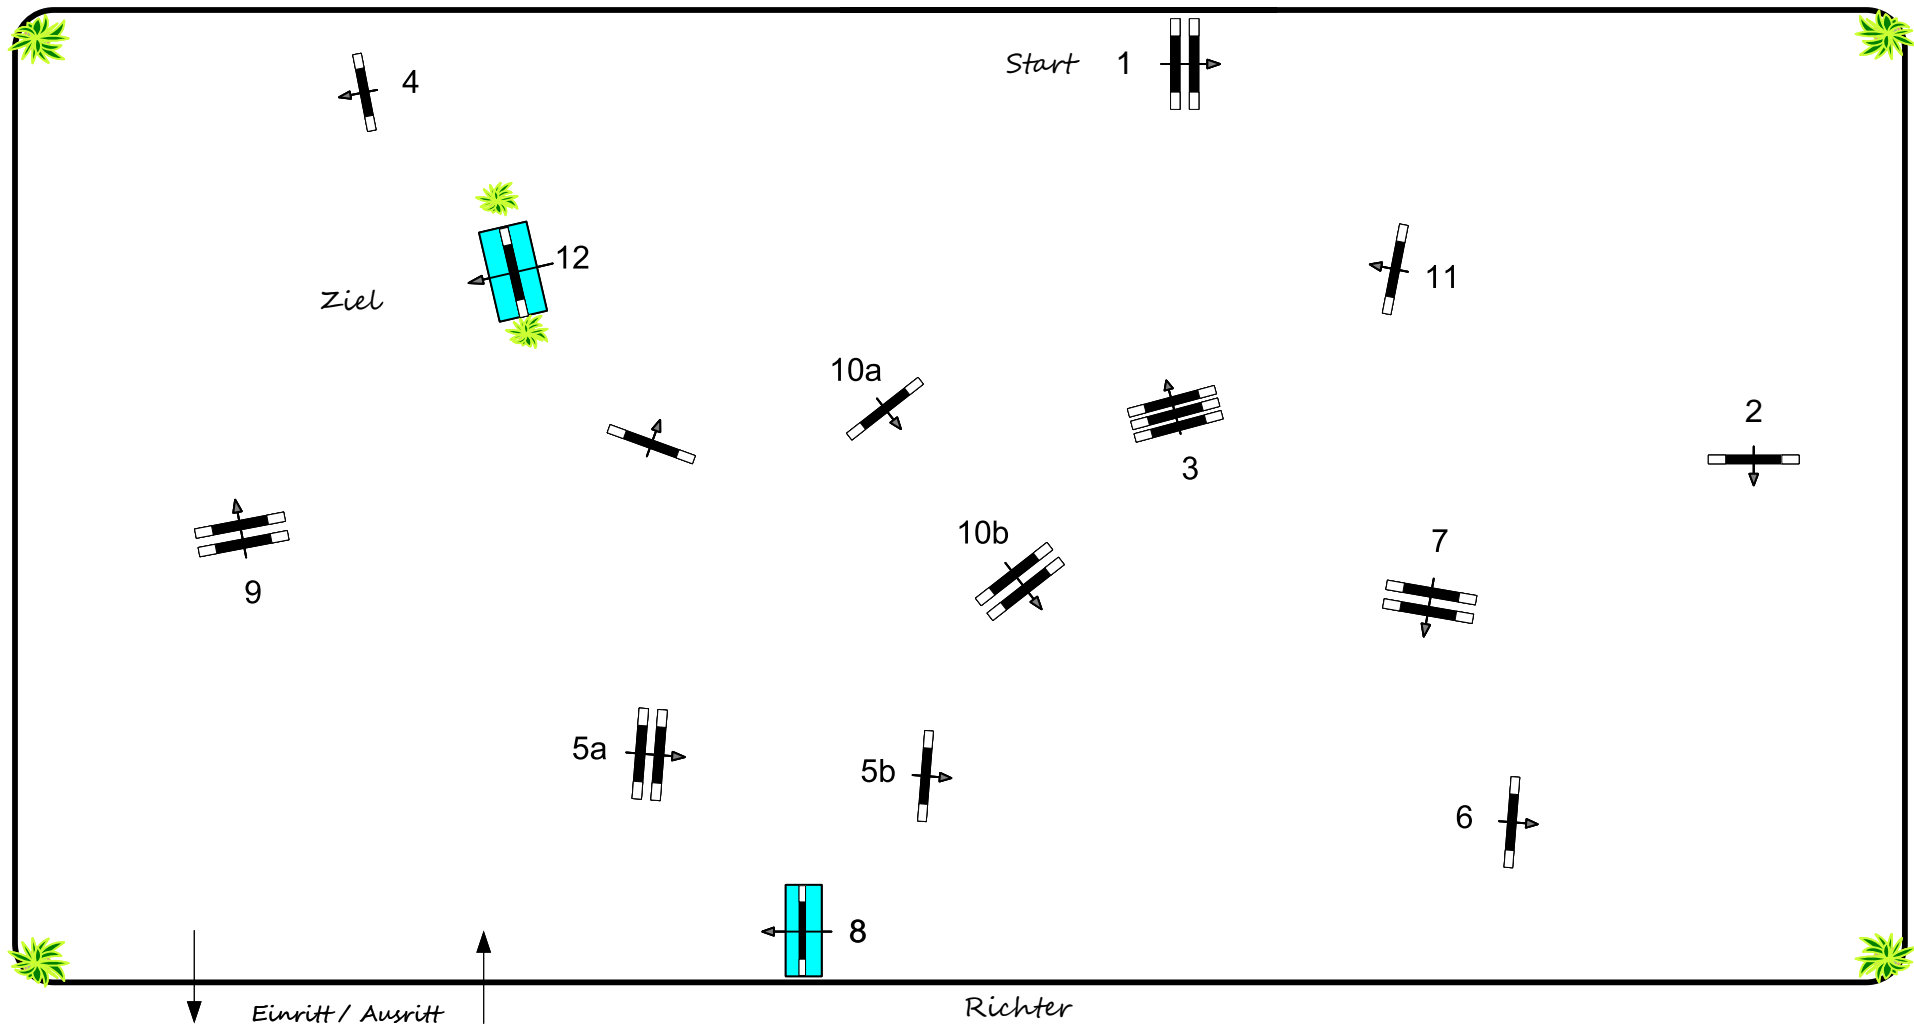 Start 1
4
12
Ziel
11
10a
2
3
10b
7
9
5a
5b
6
8
Einritt / Ausritt
Richter